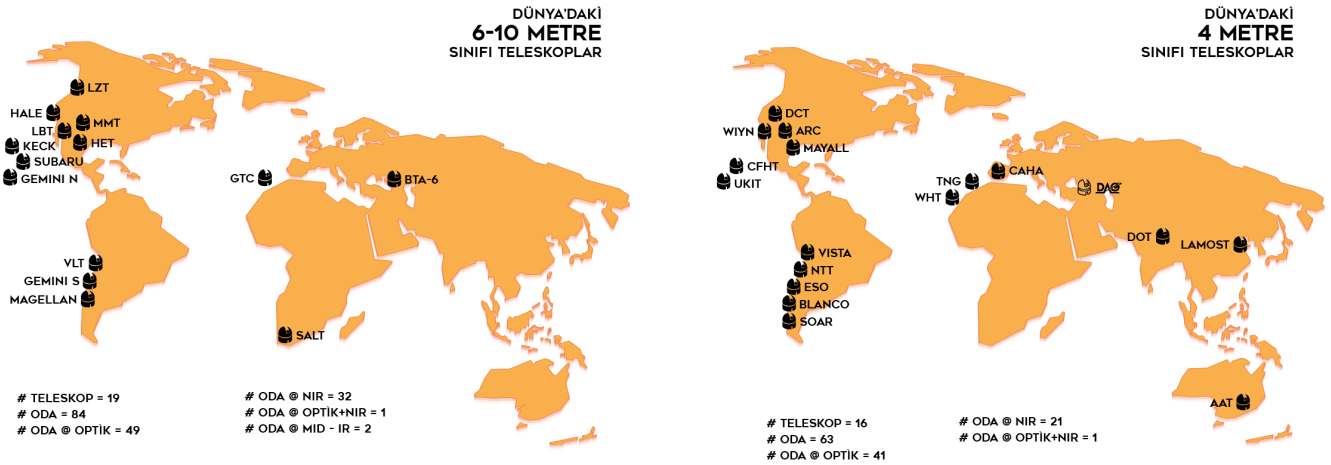 DÜNYA'DAKİ
6-10 METRE
SINIFI TELESKOPLAR
LZT
HALE
MMT
LBT
HET
KECK
SUBARU
GEMINI N
GTC
BTA-6
VLT
GEMINI S
MAGELLAN
SALT
# TELESKOP = 19
# ODA = 84
# ODA @ OPTİK = 49
# ODA @ NIR = 32
# ODA @ OPTİK+NIR = 1
# ODA @ MID - IR = 2
DÜNYA'DAKİ
4 METRE
SINIFI TELESKOPLAR
DCT
WIYN
ARC
MAYALL
CFHT
UKIT
CAHA
TNG
WHT
DAG
DOT
LAMOST
VISTA
NTT
ESO
BLANCO
SOAR
AAT
# TELESKOP = 16
# ODA = 63
# ODA @ OPTİK = 41
# ODA @ NIR = 21
# ODA @ OPTİK+NIR = 1